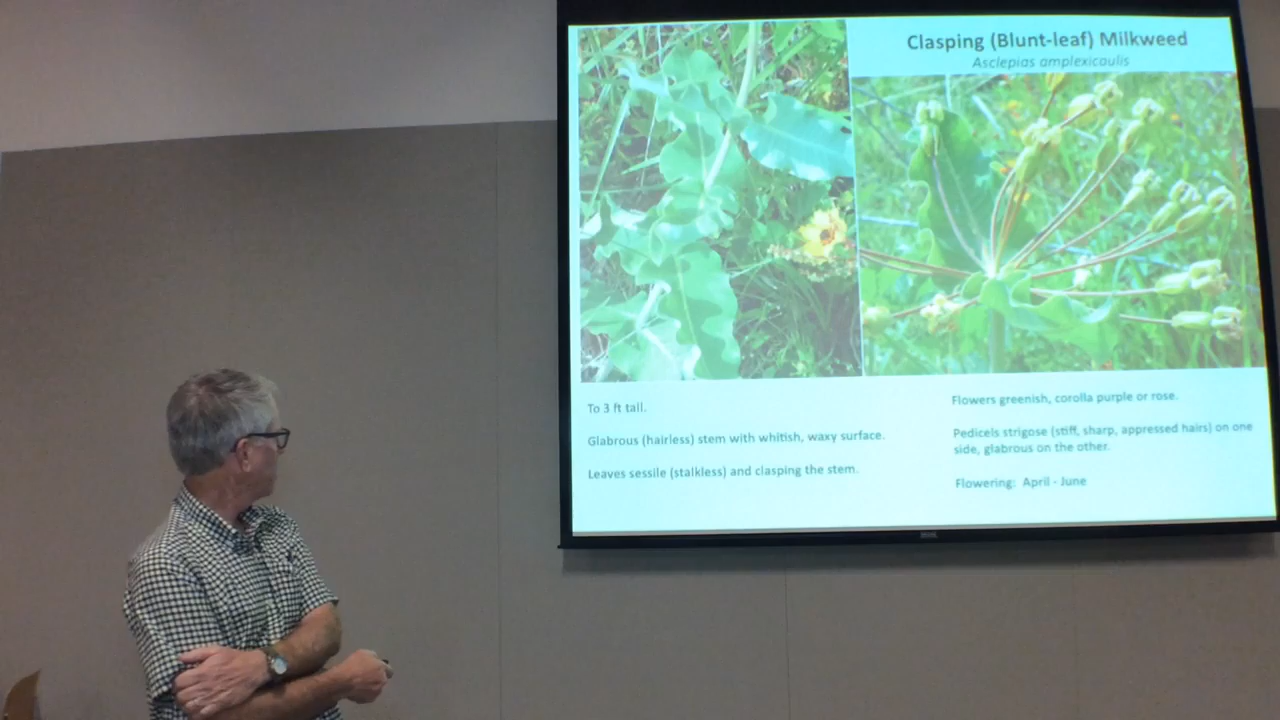 Clasping (Blunt-leaf) Milkweed
Asclepias amplexicaulis
To 3 ft tall.
Glabrous (hairless) stem with whitish, waxy surface.
Leaves sessile (stalkless) and clasping the stem.
Flowers greenish, corolla purple or rose.
Pedicels strigose (stiff, sharp, appressed hairs) on one
side, glabrous on the other.
Flowering: April - June